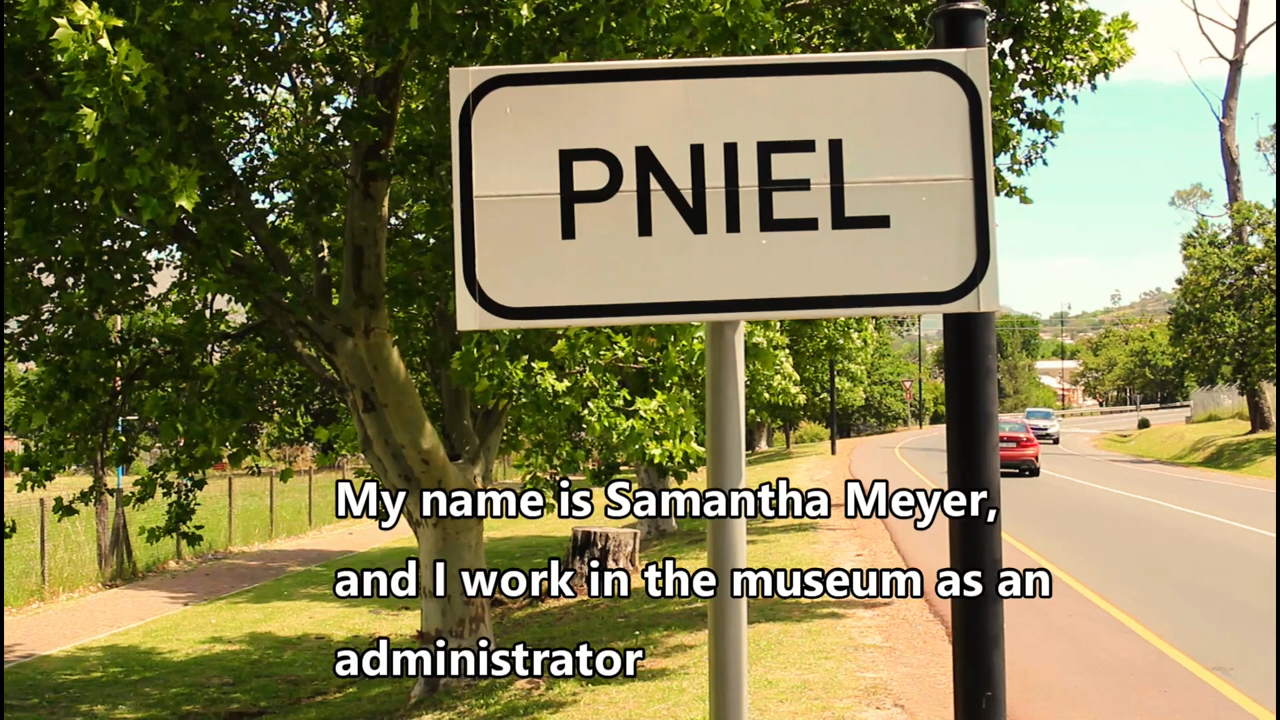 PNIEL
My name is Samantha Meyer,
and I work in the museum as an
administrator